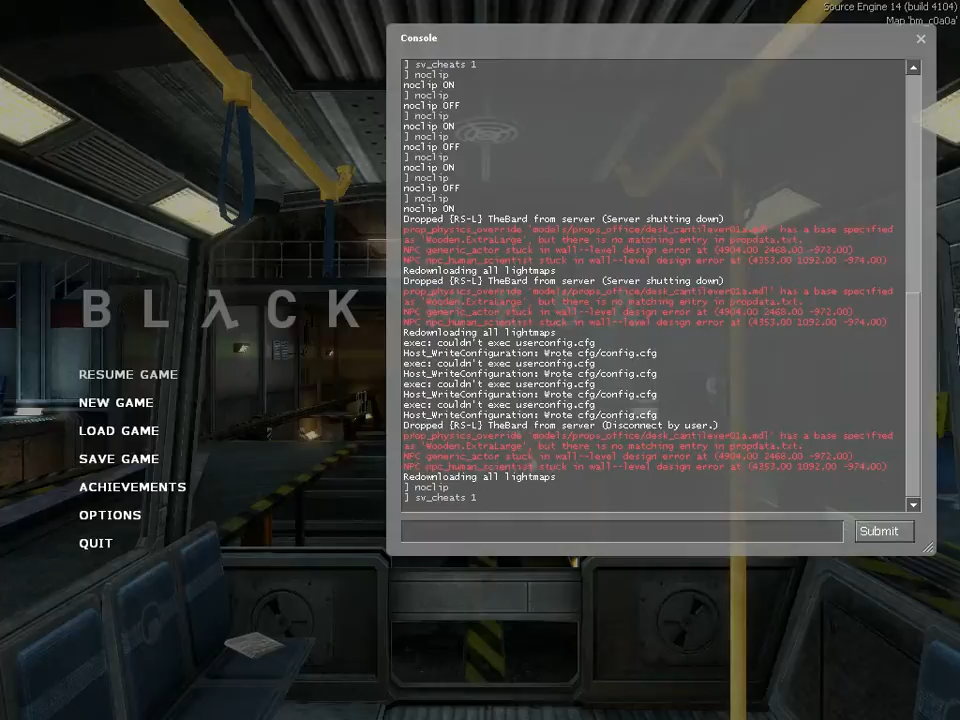 Source Engine 14 (build 4104)
Map 'bm_c0a0a'
Console
] sv_cheats 1
] noclip
noclip ON
] noclip
noclip OFF
] noclip
noclip ON
] noclip
noclip OFF
] noclip
noclip ON
] noclip
noclip OFF
] noclip
noclip ON
Dropped [RS-L] TheBard from server (Server shutting down)
prop_physics_override 'models/props_office/desk_cantilever01a.mdl' has a base specified
as 'Wooden.ExtraLarge', but there is no matching entry in propdata.txt.
NPC generic_actor stuck in wall--level design error at (4904.00 2468.00 -972.00)
NPC npc_human_scientist stuck in wall--level design error at (4353.00 1092.00 -974.00)
Redownloading all lightmaps
Dropped [RS-L] TheBard from server (Server shutting down)
prop_physics_override 'models/props_office/desk_cantilever01a.mdl' has a base specified
as 'Wooden.ExtraLarge', but there is no matching entry in propdata.txt.
NPC generic_actor stuck in wall--level design error at (4904.00 2468.00 -972.00)
NPC npc_human_scientist stuck in wall--level design error at (4353.00 1092.00 -974.00)
Redownloading all lightmaps
exec: couldn't exec userconfig.cfg
Host_WriteConfiguration: Wrote cfg/config.cfg
exec: couldn't exec userconfig.cfg
Host_WriteConfiguration: Wrote cfg/config.cfg
exec: couldn't exec userconfig.cfg
Host_WriteConfiguration: Wrote cfg/config.cfg
exec: couldn't exec userconfig.cfg
Host_WriteConfiguration: Wrote cfg/config.cfg
Dropped [RS-L] TheBard from server (Disconnect by user.)
prop_physics_override 'models/props_office/desk_cantilever01a.mdl' has a base specified
as 'Wooden.ExtraLarge', but there is no matching entry in propdata.txt.
NPC generic_actor stuck in wall--level design error at (4904.00 2468.00 -972.00)
NPC npc_human_scientist stuck in wall--level design error at (4353.00 1092.00 -974.00)
Redownloading all lightmaps
] noclip
] sv_cheats 1
Submit
BLλCK
RESUME GAME
NEW GAME
LOAD GAME
SAVE GAME
ACHIEVEMENTS
OPTIONS
QUIT